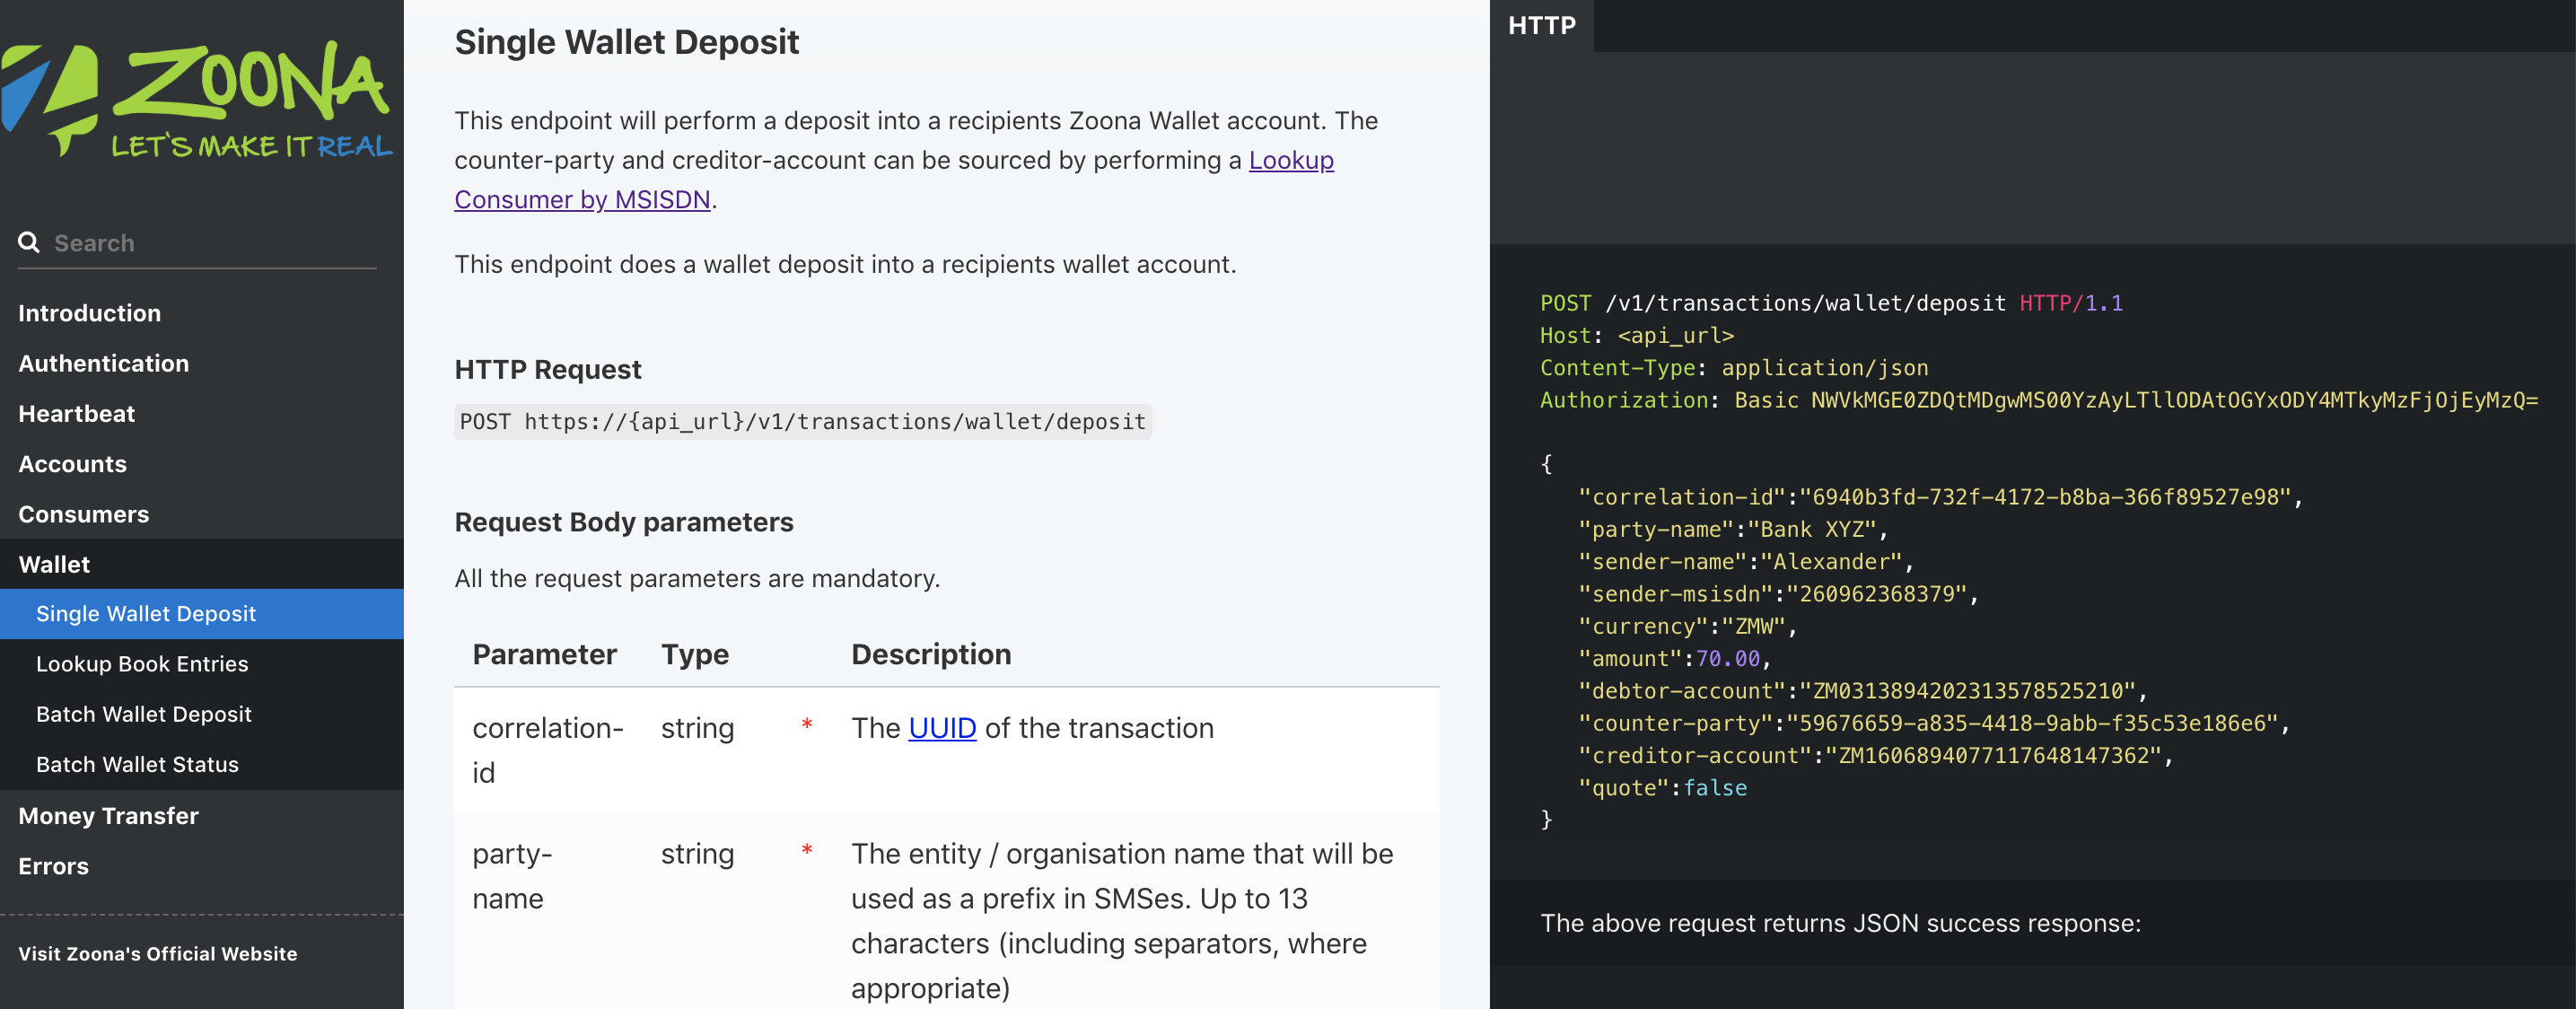 ZOONA
LET'S MAKE IT REAL
Search
Introduction
Authentication
Heartbeat
Accounts
Consumers
Wallet
Single Wallet Deposit
Lookup Book Entries
Batch Wallet Deposit
Batch Wallet Status
Money Transfer
Errors
Visit Zoona's Official Website
Single Wallet Deposit
This endpoint will perform a deposit into a recipients Zoona Wallet account. The
counter-party and creditor-account can be sourced by performing a Lookup
Consumer by MSISDN.
This endpoint does a wallet deposit into a recipients wallet account.
HTTP Request
POST https://{api_url}/v1/transactions/wallet/deposit
Request Body parameters
All the request parameters are mandatory.
Parameter Type Description
correlation- string * The UUID of the transaction
id
party- string * The entity / organisation name that will be
name used as a prefix in SMSes. Up to 13
characters (including separators, where
appropriate)
HTTP
POST /v1/transactions/wallet/deposit HTTP/1.1
Host: <api_url>
Content-Type: application/json
Authorization: Basic NWVkMGE0ZDQtMDgwMS00YzAyLTllODAtOGYxODY4MTkyMzFjOjEyMzQ=
{
"correlation-id":"6940b3fd-732f-4172-b8ba-366f89527e98",
"party-name":"Bank XYZ",
"sender-name":"Alexander",
"sender-msisdn":"260962368379",
"currency":"ZMW",
"amount":70.00,
"debtor-account":"ZM0313894202313578525210",
"counter-party":"59676659-a835-4418-9abb-f35c53e186e6",
"creditor-account":"ZM1606894077117648147362",
"quote":false
}
The above request returns JSON success response: